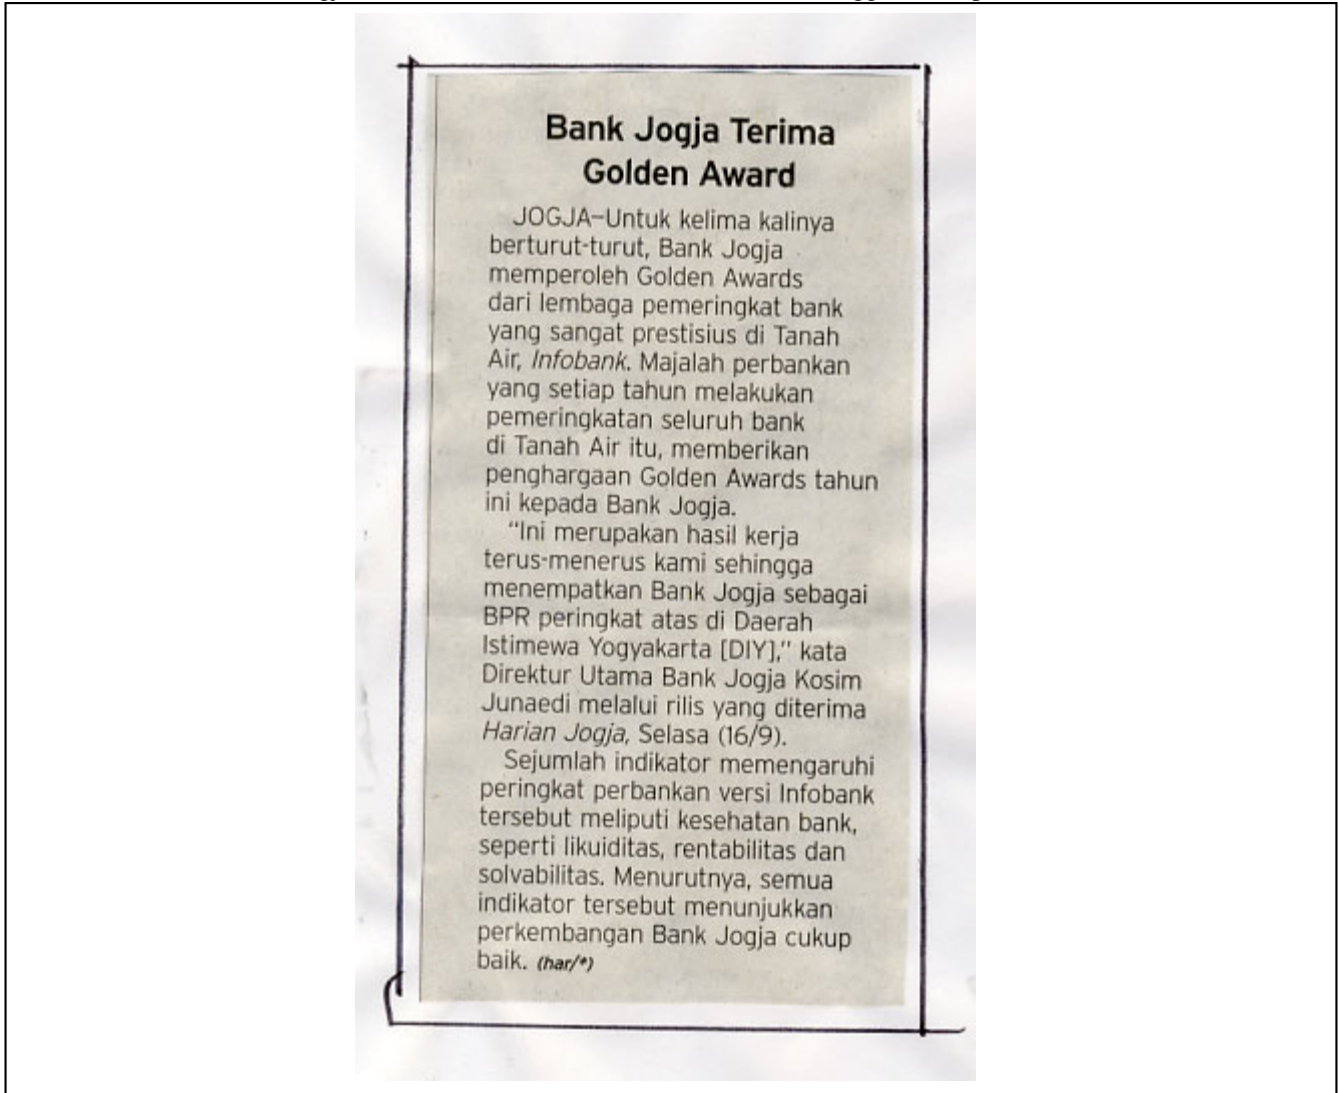 Bank Jogja Terima
Golden Award
JOGJA–Untuk kelima kalinya
berturut-turut, Bank Jogja
memperoleh Golden Awards
dari lembaga pemeringkat bank
yang sangat prestisius di Tanah
Air, Infobank. Majalah perbankan
yang setiap tahun melakukan
pemeringkatan seluruh bank
di Tanah Air itu, memberikan
penghargaan Golden Awards tahun
ini kepada Bank Jogja.
“Ini merupakan hasil kerja
terus-menerus kami sehingga
menempatkan Bank Jogja sebagai
BPR peringkat atas di Daerah
Istimewa Yogyakarta [DIY],” kata
Direktur Utama Bank Jogja Kosim
Junaedi melalui rilis yang diterima
Harian Jogja, Selasa (16/9).
Sejumlah indikator memengaruhi
peringkat perbankan versi Infobank
tersebut meliputi kesehatan bank,
seperti likuiditas, rentabilitas dan
solvabilitas. Menurutnya, semua
indikator tersebut menunjukkan
perkembangan Bank Jogja cukup
baik. (har/*)